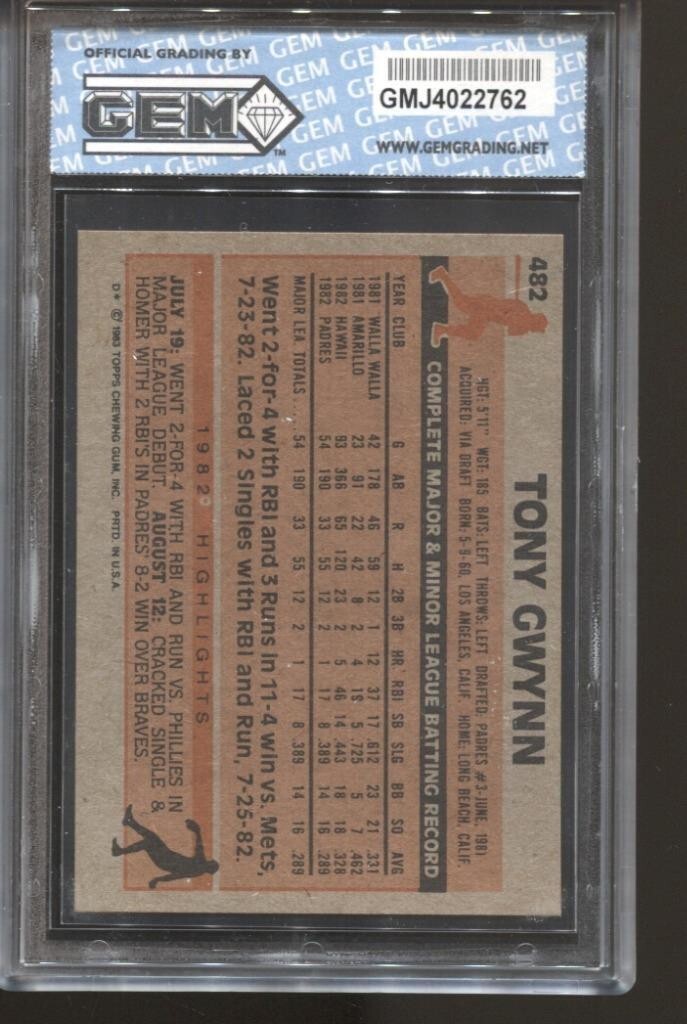 OFFICIAL GRADING BY
GEM
TM
GMJ4022762
WWW.GEMGRADING.NET
482
TONY GWYNN
HGT: 5'11" WGT: 185 BATS: LEFT THROWS: LEFT DRAFTED: PADRES #3-JUNE, 1981
ACQUIRED: VIA DRAFT BORN: 5-9-60, LOS ANGELES, CALIF. HOME: LONG BEACH, CALIF.
COMPLETE MAJOR & MINOR LEAGUE BATTING RECORD
YEAR CLUB G AB R H 2B 3B HR RBI SB SLG BB SO AVG
1981 WALLA WALLA 42 178 46 59 12 1 12 37 17 .612 23 21 .331
1981 AMARILLO 23 91 22 42 8 2 4 19 5 .725 5 7 .462
1982 HAWAII 93 366 65 120 23 2 5 46 14 .443 18 18 .328
1982 PADRES 54 190 33 55 12 2 1 17 8 .389 14 16 .289
MAJOR LEA TOTALS ..... 54 190 33 55 12 2 1 17 8 .389 14 16 .289
Went 2-for-4 with RBI and 3 Runs in 11-4 win vs. Mets,
7-23-82. Laced 2 Singles with RBI and Run, 7-25-82.
1982 HIGHLIGHTS
JULY 19: WENT 2-FOR-4 WITH RBI AND RUN VS. PHILLIES IN
MAJOR LEAGUE DEBUT. AUGUST 12: CRACKED SINGLE &
HOMER WITH 2 RBI'S IN PADRES' 8-2 WIN OVER BRAVES.
D* © 1983 TOPPS CHEWING GUM, INC. PRTD. IN U.S.A.